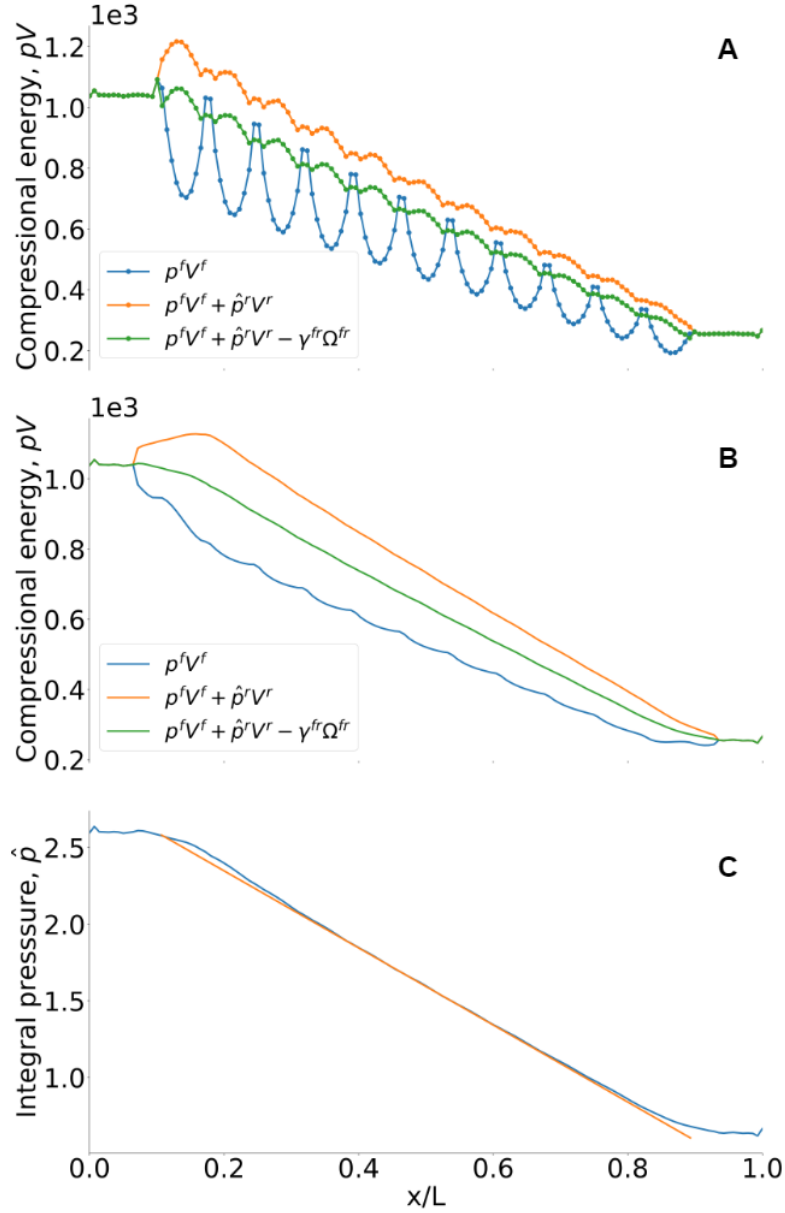 1e3
A
Compressional energy, pV
1.2
1.0
0.8
0.6
0.4
0.2
p^f V^f
p^f V^f + p̂^r V^r
p^f V^f + p̂^r V^r − γ^{fr} Ω^{fr}
1e3
B
Compressional energy, pV
1.0
0.8
0.6
0.4
0.2
p^f V^f
p^f V^f + p̂^r V^r
p^f V^f + p̂^r V^r − γ^{fr} Ω^{fr}
C
Integral presssure, p̂
2.5
2.0
1.5
1.0
0.0 0.2 0.4 0.6 0.8 1.0
x/L